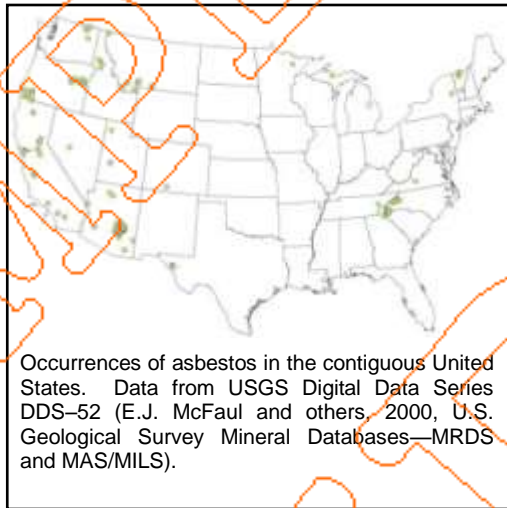 Occurrences of asbestos in the contiguous United
States. Data from USGS Digital Data Series
DDS–52 (E.J. McFaul and others, 2000, U.S.
Geological Survey Mineral Databases—MRDS
and MAS/MILS).